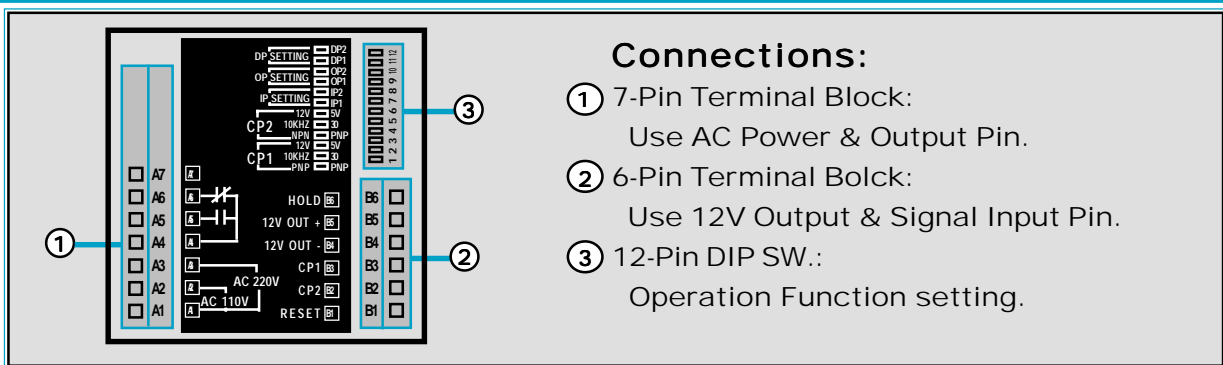 Connections:
① 7-Pin Terminal Block:
Use AC Power & Output Pin.
② 6-Pin Terminal Bolck:
Use 12V Output & Signal Input Pin.
③ 12-Pin DIP SW.:
Operation Function setting.
DP SETTING DP2
DP1
OP SETTING OP2
OP1
IP SETTING IP2
IP1
12V 5V
CP2 10KHZ 30
NPN PNP
12V 5V
CP1 10KHZ 30
PNP PNP
1 2 3 4 5 6 7 8 9 10 11 12
③
A7
A6
A5
A4
A3
A2
A1
①
AC 220V
AC 110V
HOLD B6
12V OUT + B5
12V OUT - B4
CP1 B3
CP2 B2
RESET B1
B6
B5
B4
B3
B2
B1
②